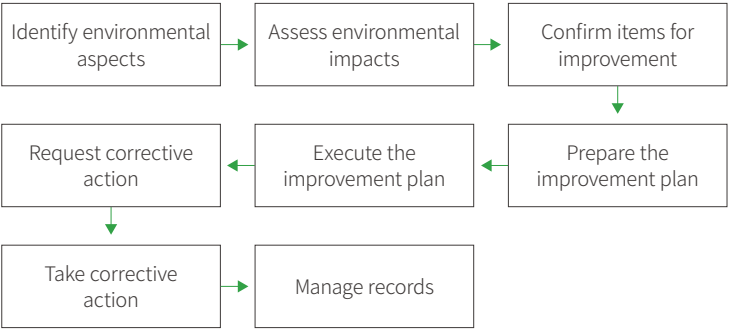 Identify environmental
aspects
Assess environmental
impacts
Confirm items for
improvement
Prepare the
improvement plan
Execute the
improvement plan
Request corrective
action
Take corrective
action
Manage records